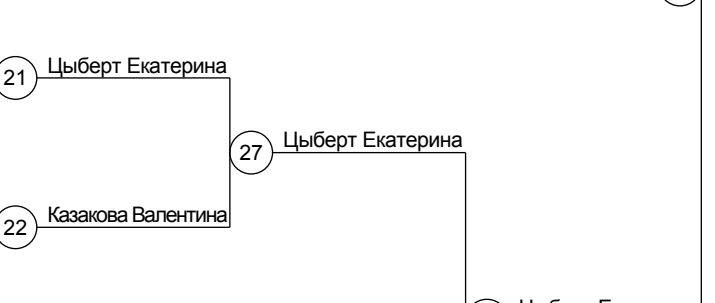 21 Цыберт Екатерина
27 Цыберт Екатерина
22 Казакова Валентина